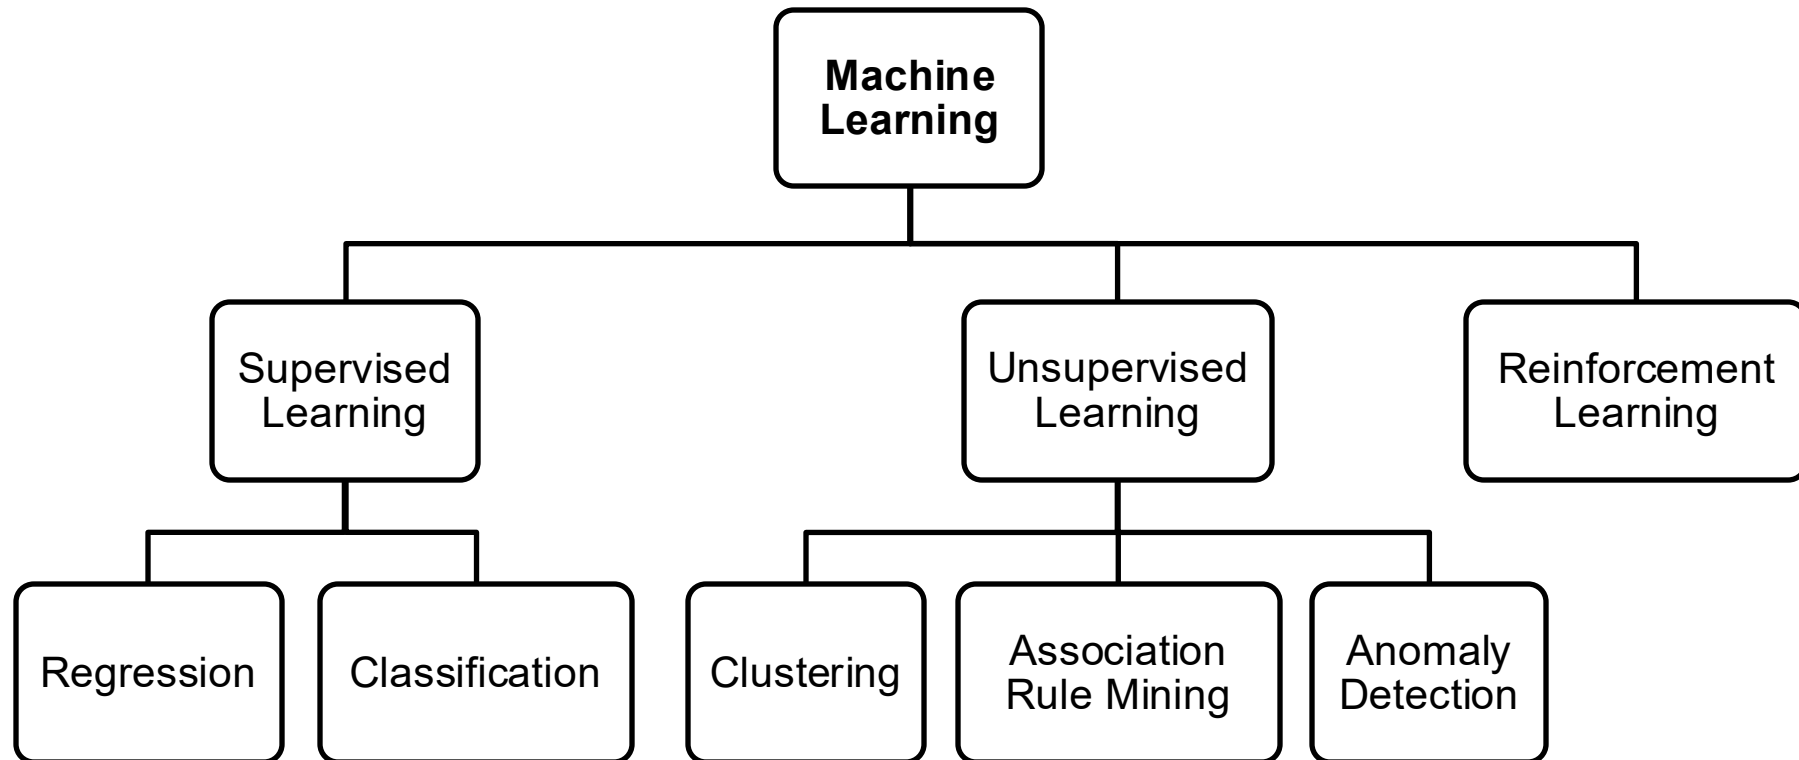 Machine
Learning
Supervised
Learning
Unsupervised
Learning
Reinforcement
Learning
Regression
Classification
Clustering
Association
Rule Mining
Anomaly
Detection